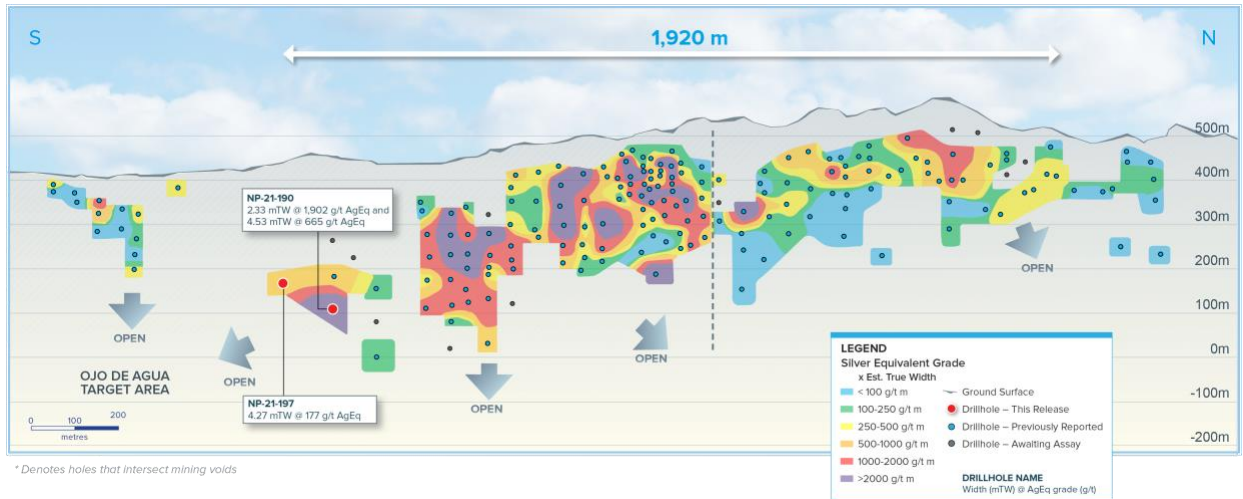 S
1,920 m
N
500m
400m
300m
200m
100m
0m
-100m
-200m
NP-21-190
2.33 mTW @ 1,902 g/t AgEq and
4.53 mTW @ 665 g/t AgEq
OPEN
OPEN
OPEN
OPEN
OPEN
OJO DE AGUA
TARGET AREA
NP-21-197
4.27 mTW @ 177 g/t AgEq
0 100 200
metres
LEGEND
Silver Equivalent Grade
x Est. True Width
< 100 g/t m
100-250 g/t m
250-500 g/t m
500-1000 g/t m
1000-2000 g/t m
>2000 g/t m
Ground Surface
Drillhole – This Release
Drillhole – Previously Reported
Drillhole – Awaiting Assay
DRILLHOLE NAME
Width (mTW) @ AgEq grade (g/t)
* Denotes holes that intersect mining voids